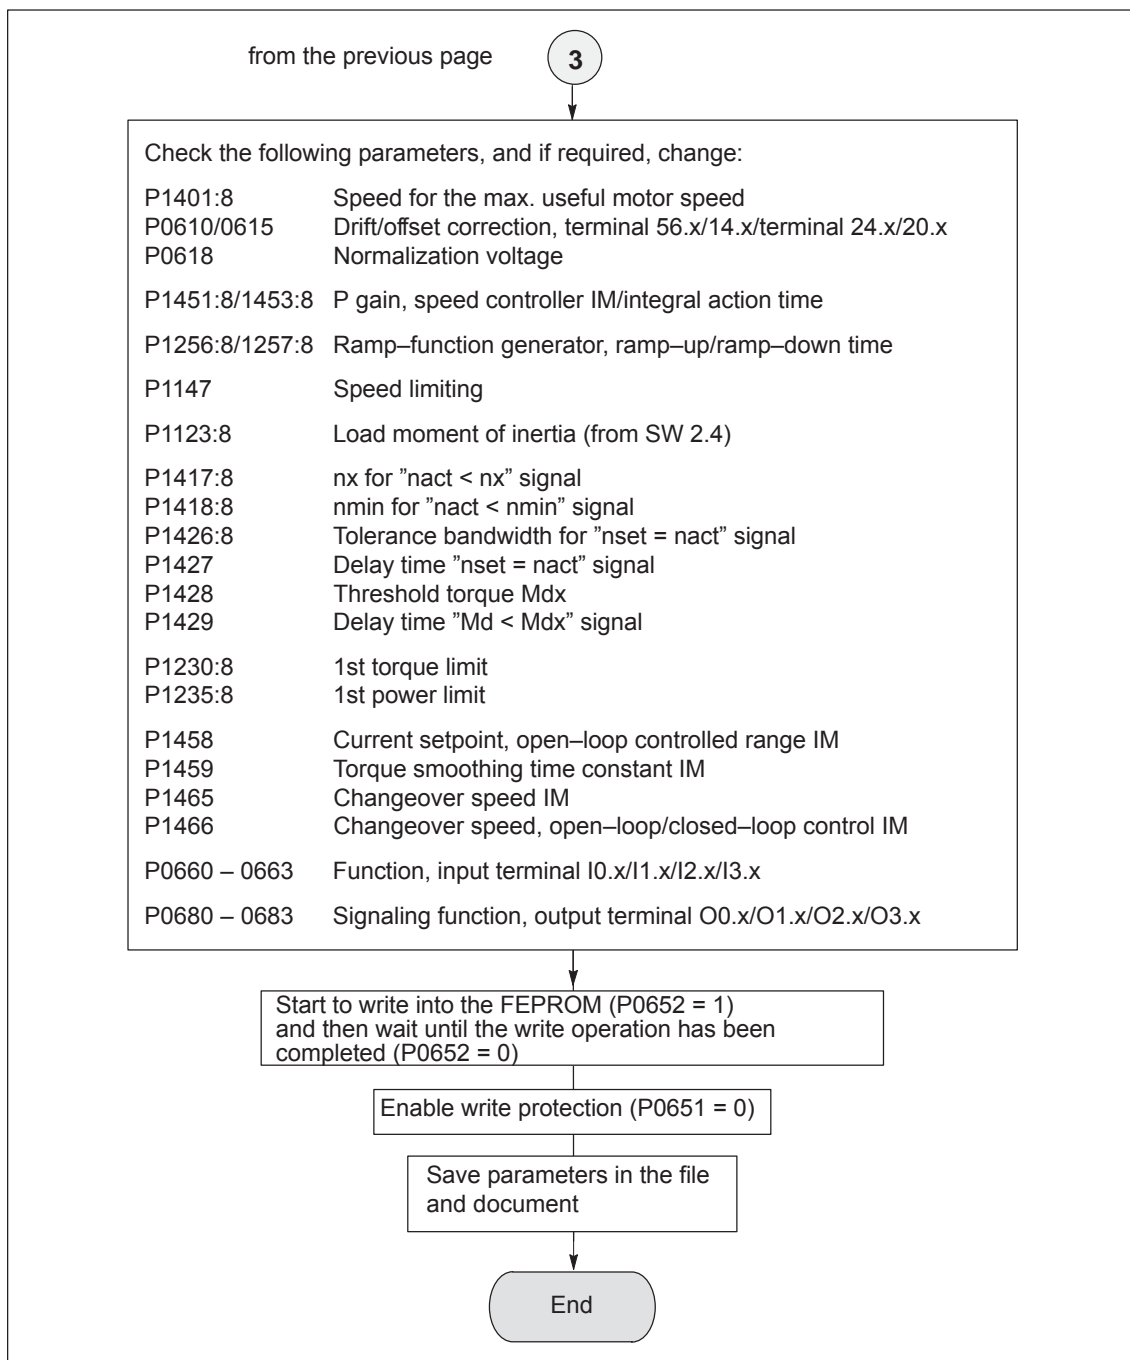 from the previous page 3
Check the following parameters, and if required, change:
P1401:8 Speed for the max. useful motor speed
P0610/0615 Drift/offset correction, terminal 56.x/14.x/terminal 24.x/20.x
P0618 Normalization voltage
P1451:8/1453:8 P gain, speed controller IM/integral action time
P1256:8/1257:8 Ramp–function generator, ramp–up/ramp–down time
P1147 Speed limiting
P1123:8 Load moment of inertia (from SW 2.4)
P1417:8 nx for ”nact < nx” signal
P1418:8 nmin for ”nact < nmin” signal
P1426:8 Tolerance bandwidth for ”nset = nact” signal
P1427 Delay time ”nset = nact” signal
P1428 Threshold torque Mdx
P1429 Delay time ”Md < Mdx” signal
P1230:8 1st torque limit
P1235:8 1st power limit
P1458 Current setpoint, open–loop controlled range IM
P1459 Torque smoothing time constant IM
P1465 Changeover speed IM
P1466 Changeover speed, open–loop/closed–loop control IM
P0660 – 0663 Function, input terminal I0.x/I1.x/I2.x/I3.x
P0680 – 0683 Signaling function, output terminal O0.x/O1.x/O2.x/O3.x
Start to write into the FEPROM (P0652 = 1)
and then wait until the write operation has been
completed (P0652 = 0)
Enable write protection (P0651 = 0)
Save parameters in the file
and document
End